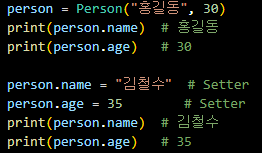 person = Person("홍길동", 30)
print(person.name)  # 홍길동
print(person.age)   # 30

person.name = "김철수"  # Setter
person.age = 35        # Setter
print(person.name)  # 김철수
print(person.age)   # 35